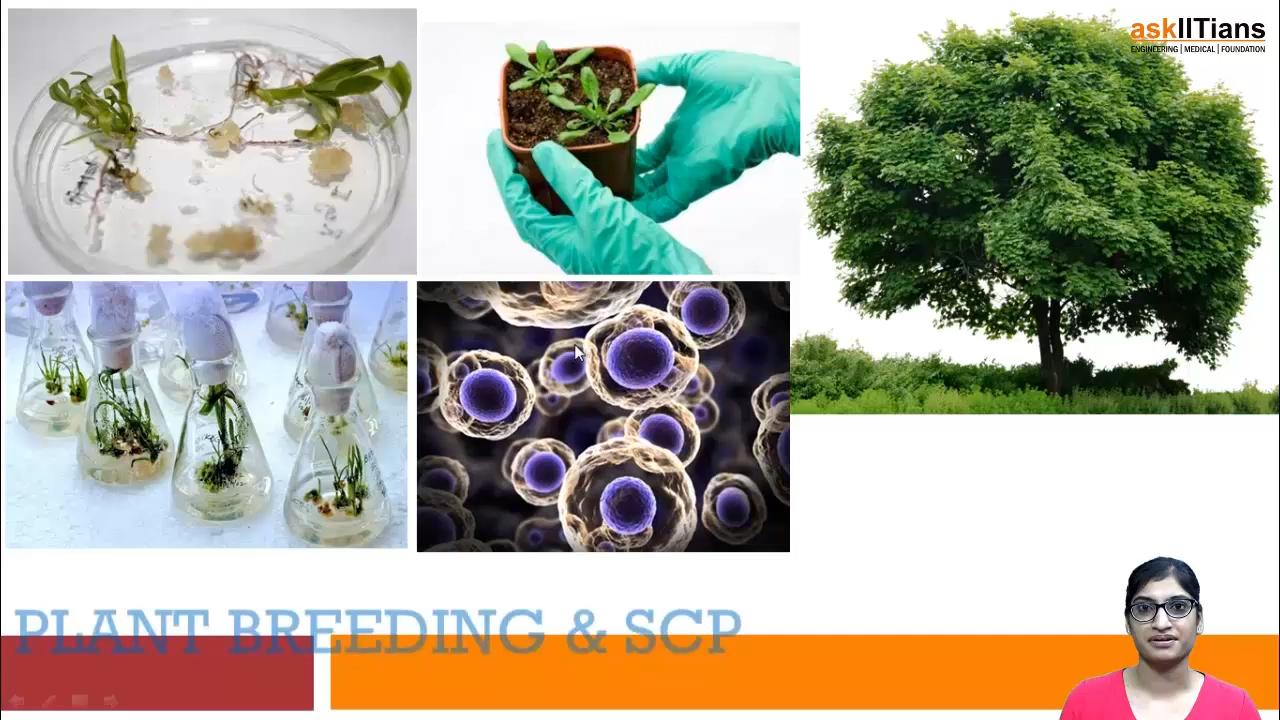 askIITians
ENGINEERING | MEDICAL | FOUNDATION
PLANT BREEDING & SCP